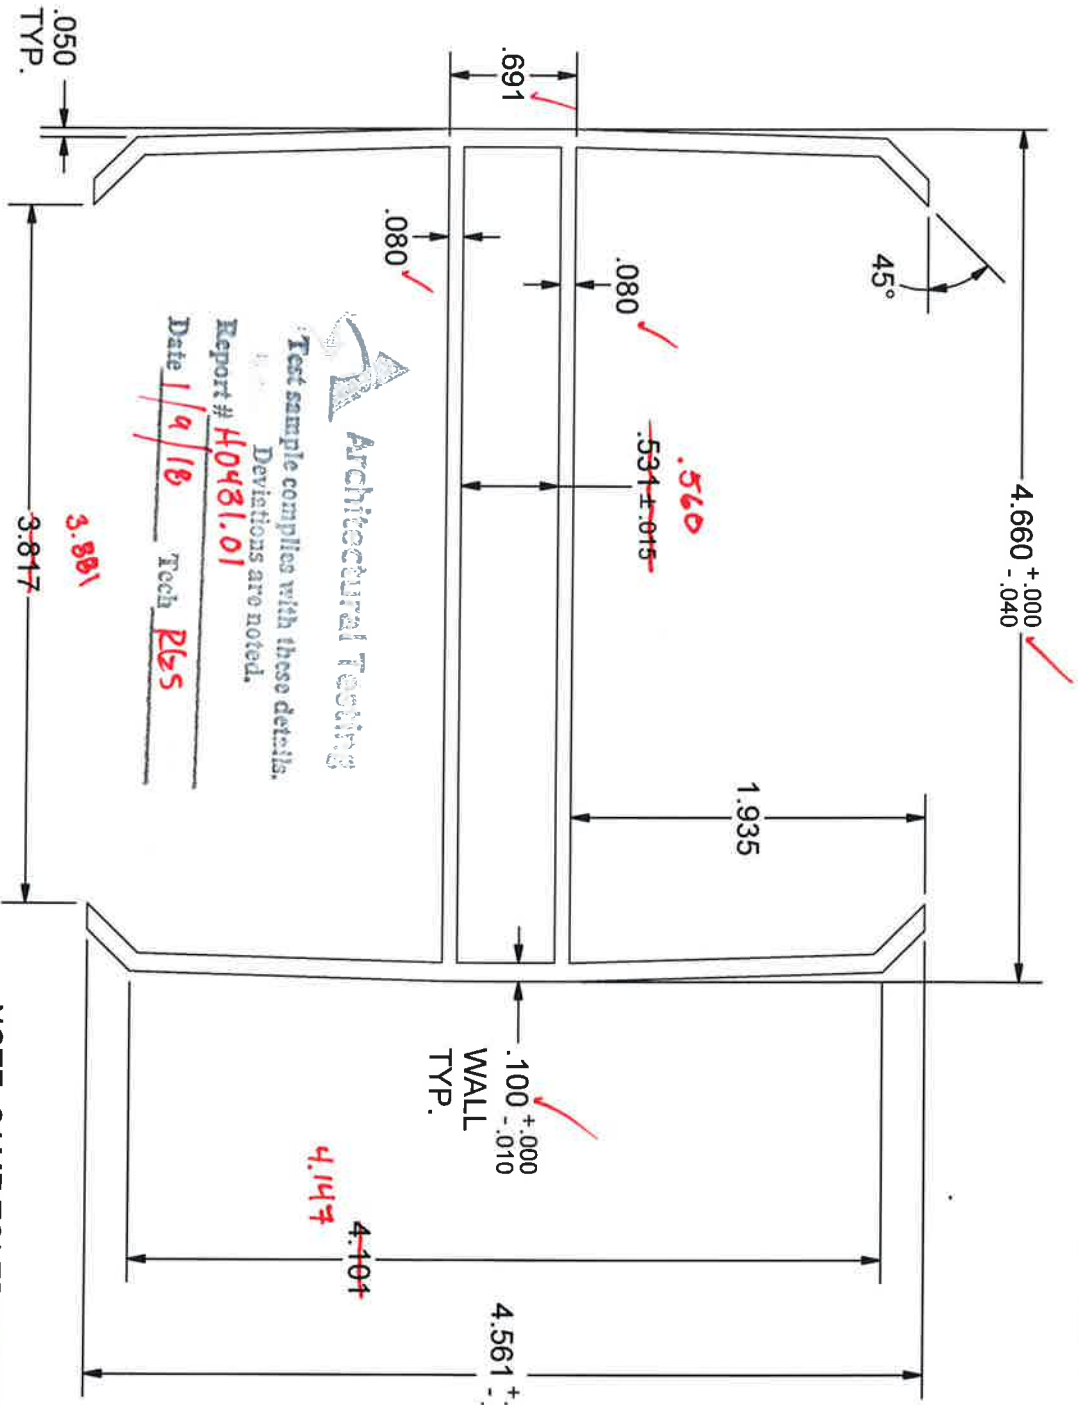 4.660 +.000 -.040
.691
.050
TYP.
45°
.080
.080
.560
.531 ± .015
1.935
.100 +.000 -.010
WALL
TYP.
4.147
4.101
4.561
3.881
3.817
Architectural Testing
Test sample complies with these details.
Deviations are noted.
Report # H0481.01
Date 1/9/18 Tech RGS